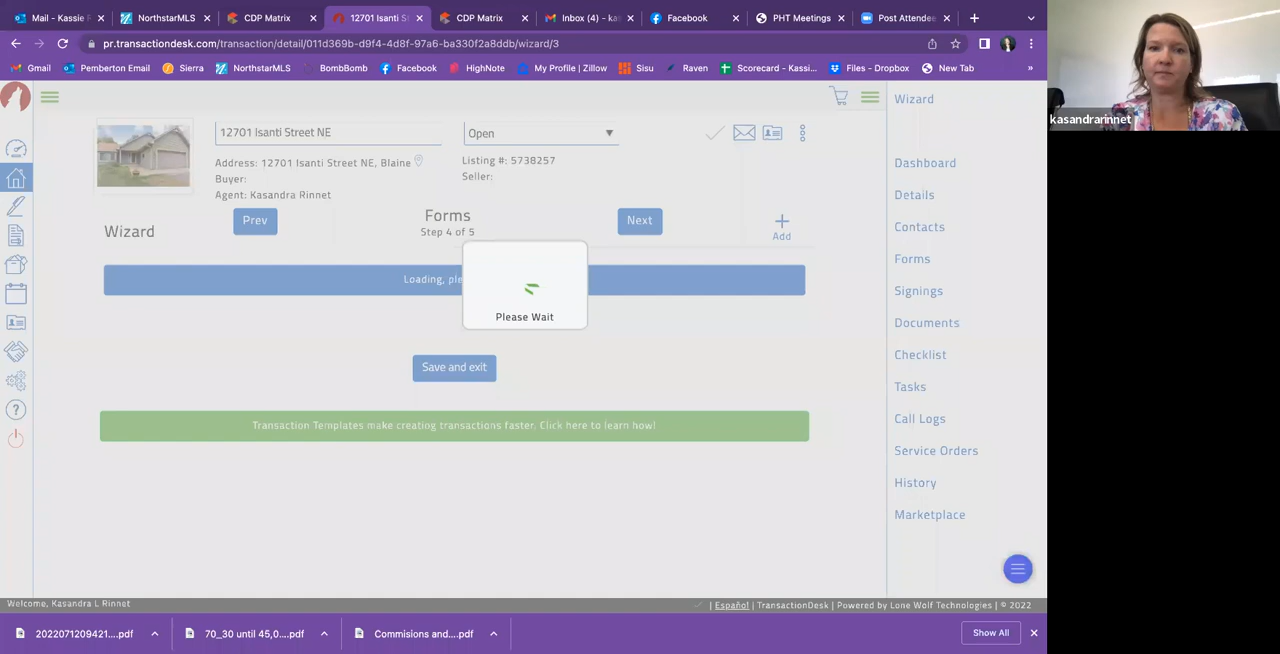 Mail - Kassie R
NorthstarMLS
CDP Matrix
12701 Isanti S
CDP Matrix
Inbox (4) - ka
Facebook
PHT Meetings
Post Attende
pr.transactiondesk.com/transaction/detail/011d369b-d9f4-4d8f-97a6-ba330f2a8ddb/wizard/3
Gmail
Pemberton Email
Sierra
NorthstarMLS
BombBomb
Facebook
HighNote
My Profile | Zillow
Sisu
Raven
Scorecard - Kassi...
Files - Dropbox
New Tab
»
kasandrarinnet
12701 Isanti Street NE
Open
Address: 12701 Isanti Street NE, Blaine
Listing #: 5738257
Buyer:
Seller:
Agent: Kasandra Rinnet
Wizard
Prev
Forms
Step 4 of 5
Next
Add
Loading, ple
Please Wait
Save and exit
Transaction Templates make creating transactions faster. Click here to learn how!
Wizard
Dashboard
Details
Contacts
Forms
Signings
Documents
Checklist
Tasks
Call Logs
Service Orders
History
Marketplace
Welcome, Kasandra L Rinnet
| Español | TransactionDesk | Powered by Lone Wolf Technologies | © 2022
2022071209421....pdf
70_30 until 45,0....pdf
Commisions and....pdf
Show All